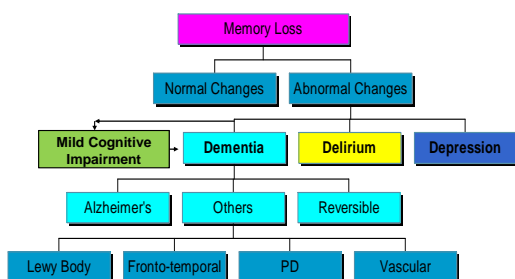 Memory Loss
Normal Changes
Abnormal Changes
Mild Cognitive
Impairment
Dementia
Delirium
Depression
Alzheimer's
Others
Reversible
Lewy Body
Fronto-temporal
PD
Vascular